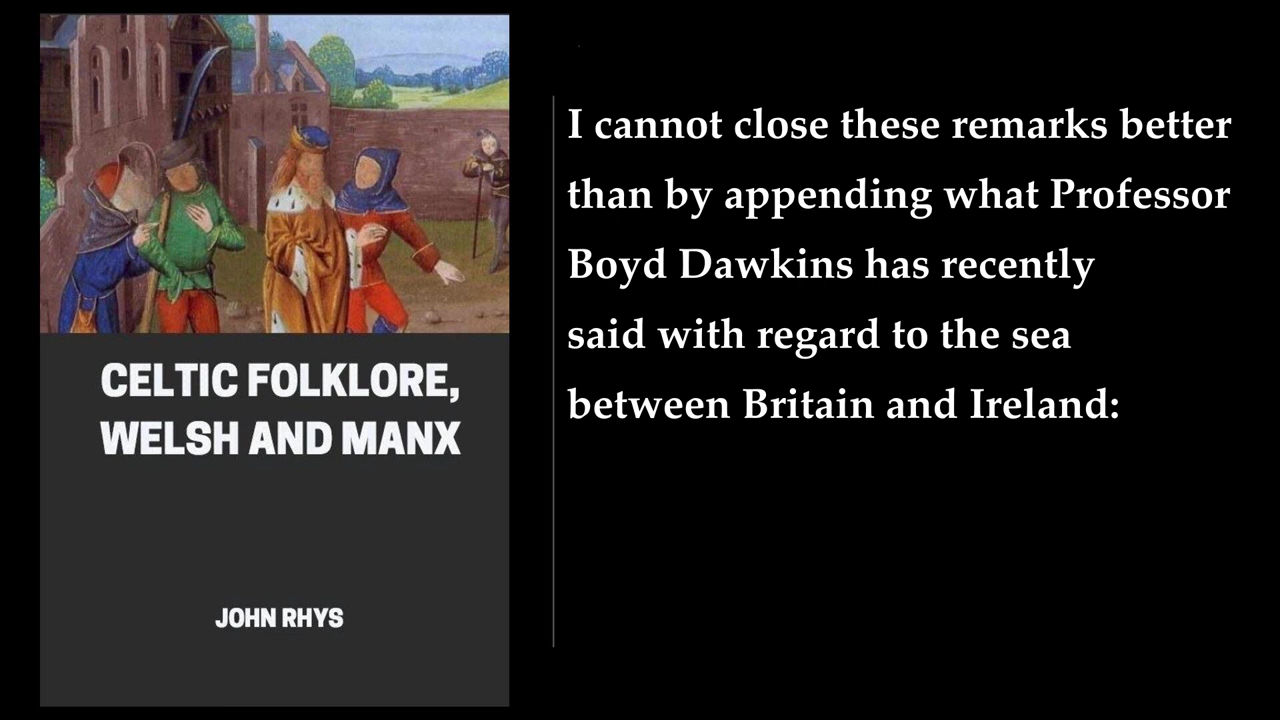 CELTIC FOLKLORE,
WELSH AND MANX
JOHN RHYS
I cannot close these remarks better
than by appending what Professor
Boyd Dawkins has recently
said with regard to the sea
between Britain and Ireland: